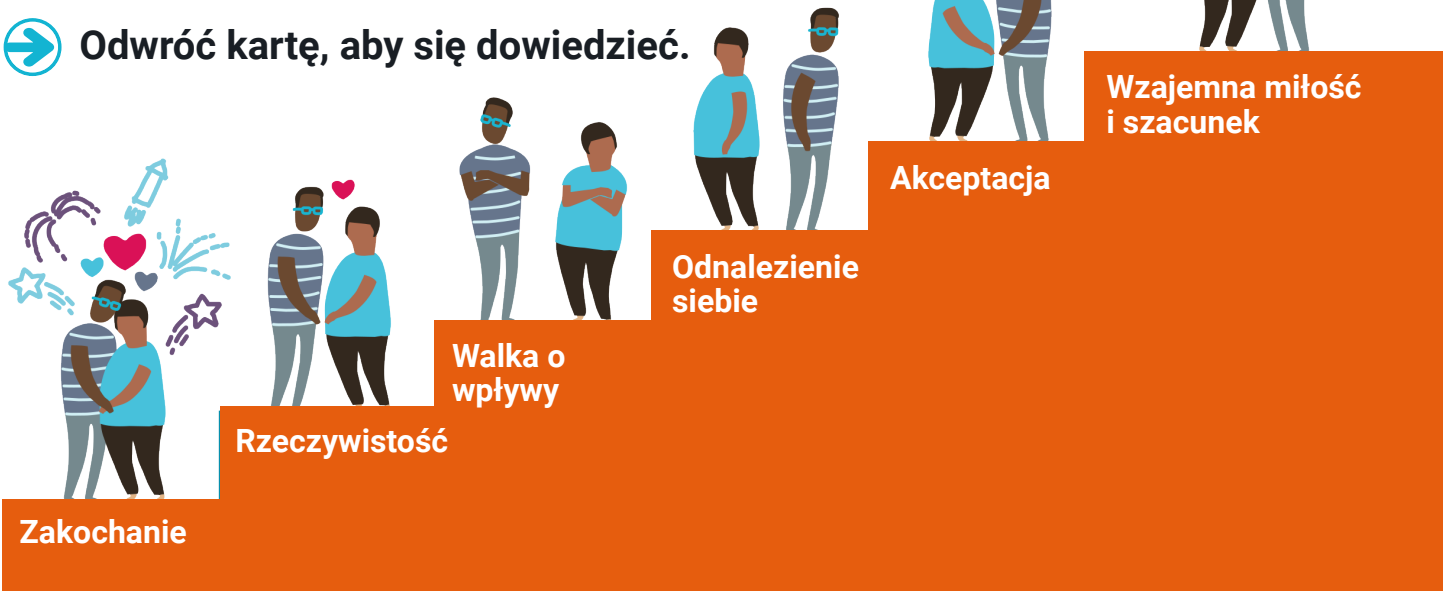 Odwróć kartę, aby się dowiedzieć.
Wzajemna miłość
i szacunek
Akceptacja
Odnalezienie
siebie
Walka o
wpływy
Rzeczywistość
Zakochanie